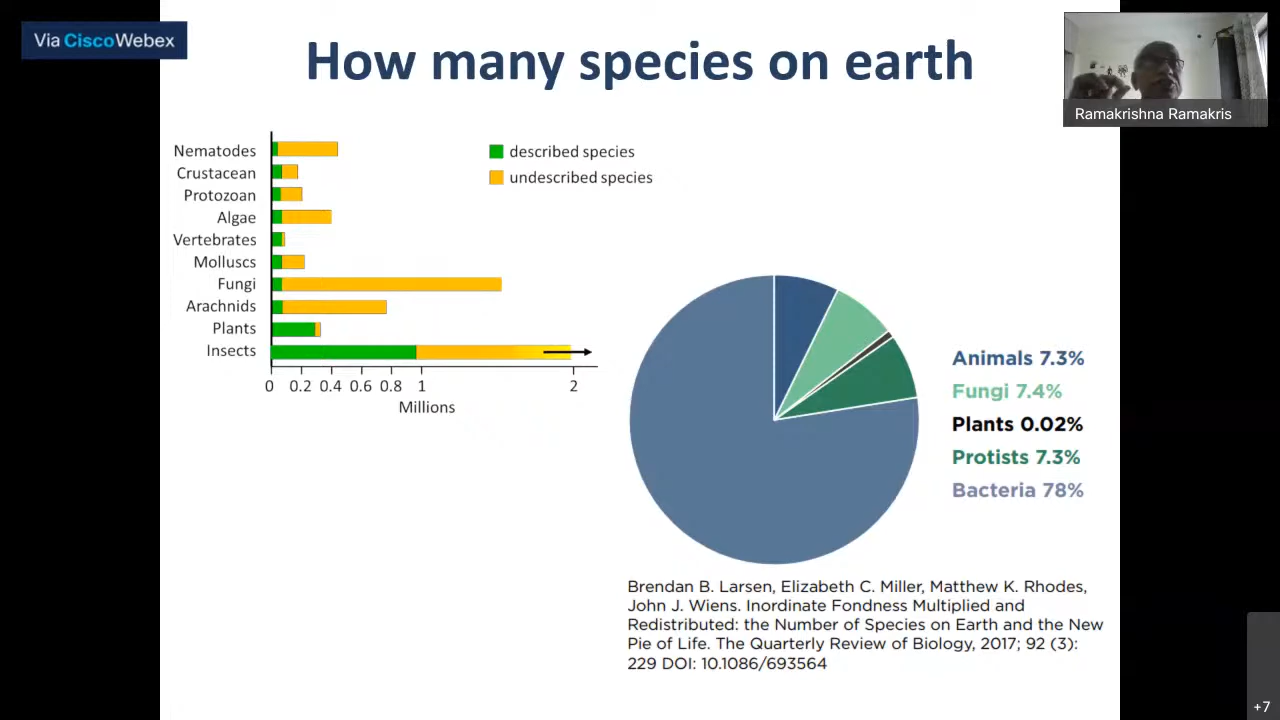 Via CiscoWebex
How many species on earth
Ramakrishna Ramakris
Nematodes
Crustacean
Protozoan
Algae
Vertebrates
Molluscs
Fungi
Arachnids
Plants
Insects
described species
undescribed species
0 0.2 0.4 0.6 0.8 1 2
Millions
Animals 7.3%
Fungi 7.4%
Plants 0.02%
Protists 7.3%
Bacteria 78%
Brendan B. Larsen, Elizabeth C. Miller, Matthew K. Rhodes,
John J. Wiens. Inordinate Fondness Multiplied and
Redistributed: the Number of Species on Earth and the New
Pie of Life. The Quarterly Review of Biology, 2017; 92 (3):
229 DOI: 10.1086/693564
+7